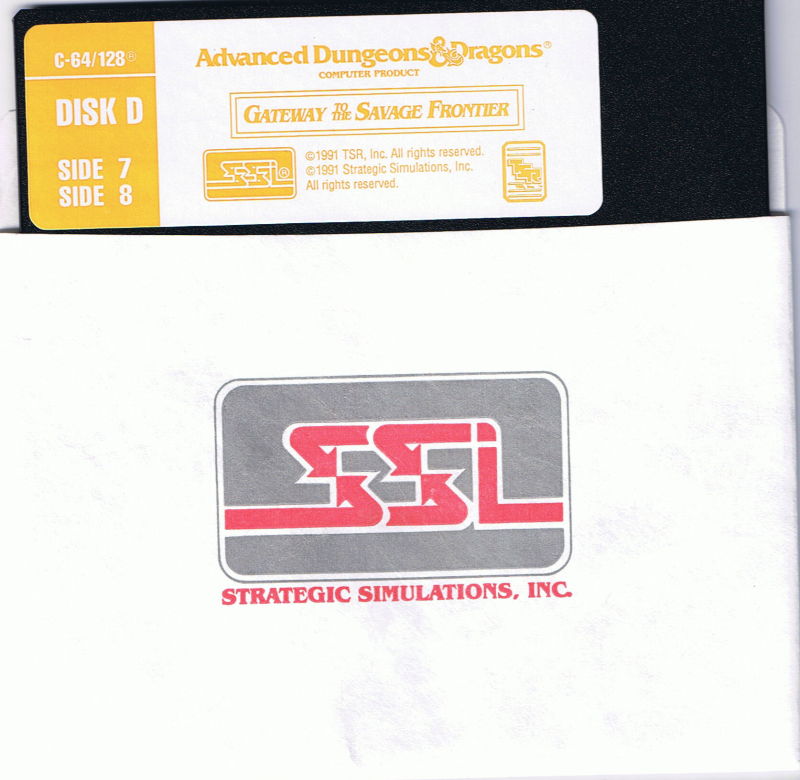 C-64/128®
DISK D
SIDE 7
SIDE 8
Advanced Dungeons & Dragons®
COMPUTER PRODUCT
GATEWAY TO THE SAVAGE FRONTIER
SSI®
©1991 TSR, Inc. All rights reserved.
©1991 Strategic Simulations, Inc.
All rights reserved.
TSR
SSI
STRATEGIC SIMULATIONS, INC.